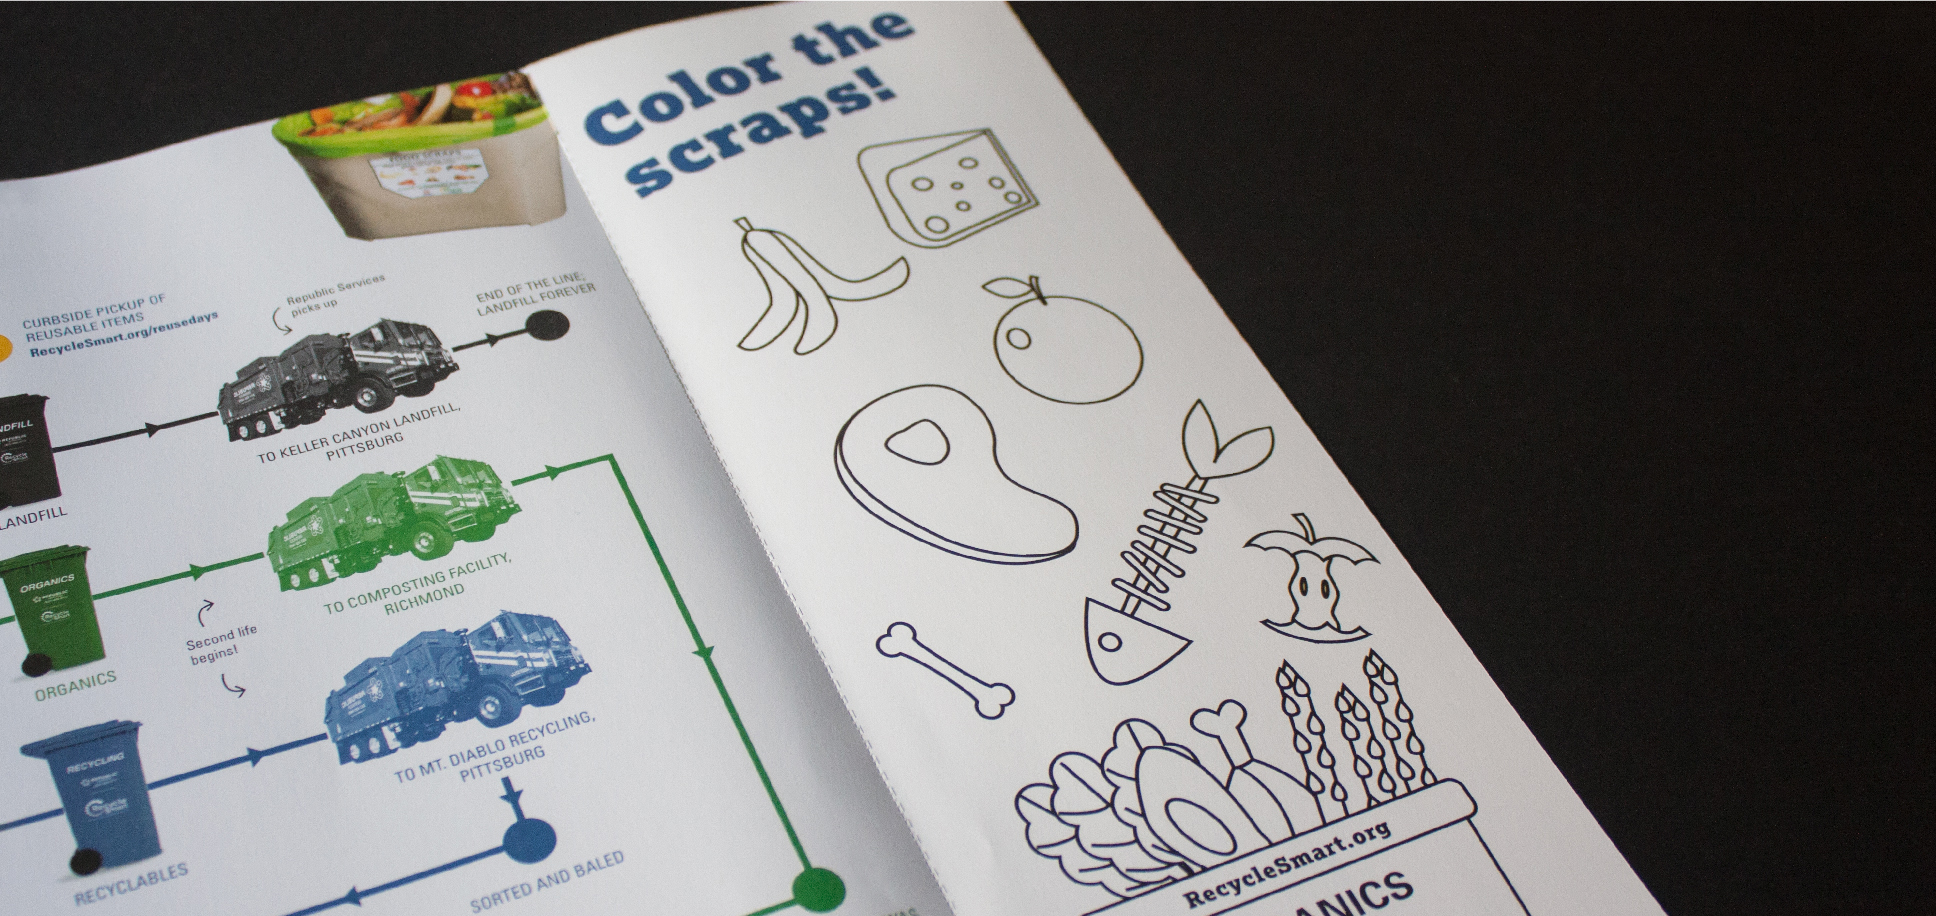 Color the
scraps!
FOOD SCRAPS
CURBSIDE PICKUP OF
REUSABLE ITEMS
RecycleSmart.org/reusedays
Republic Services
picks up
END OF THE LINE;
LANDFILL FOREVER
TO KELLER CANYON LANDFILL,
PITTSBURG
LANDFILL
TO COMPOSTING FACILITY,
RICHMOND
ORGANICS
Second life
begins!
ORGANICS
TO MT. DIABLO RECYCLING,
PITTSBURG
RECYCLING
RECYCLABLES
SORTED AND BALED
RecycleSmart.org
ANICS